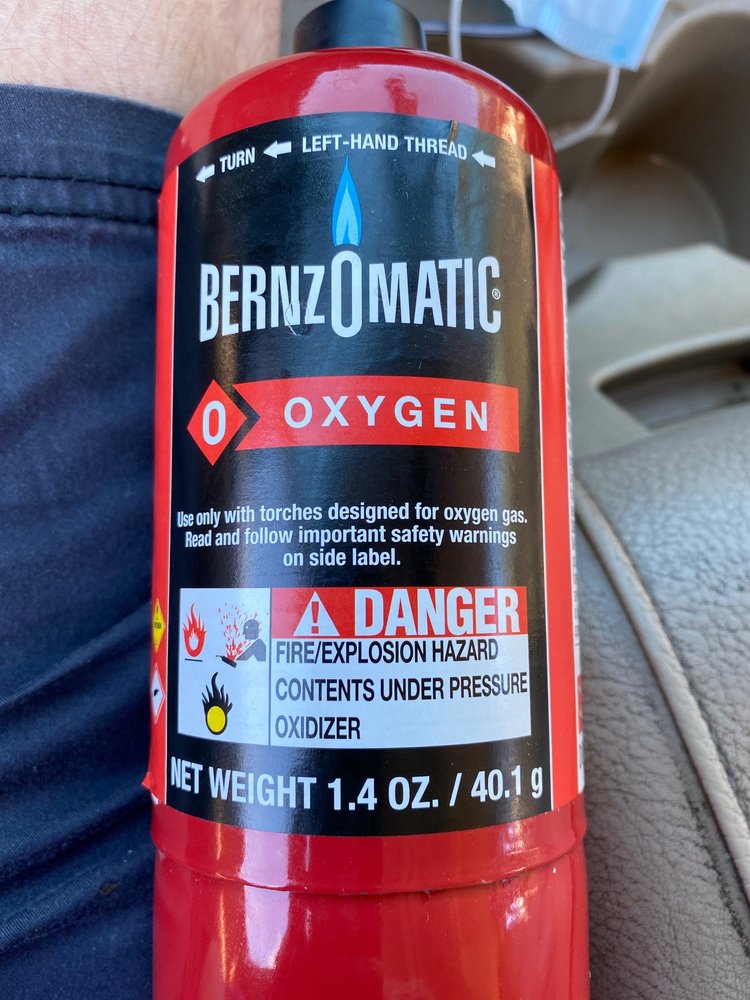 TURN LEFT-HAND THREAD
BERNZOMATIC®
O OXYGEN
Use only with torches designed for oxygen gas.
Read and follow important safety warnings
on side label.
! DANGER
FIRE/EXPLOSION HAZARD
CONTENTS UNDER PRESSURE
OXIDIZER
NET WEIGHT 1.4 OZ. / 40.1 g